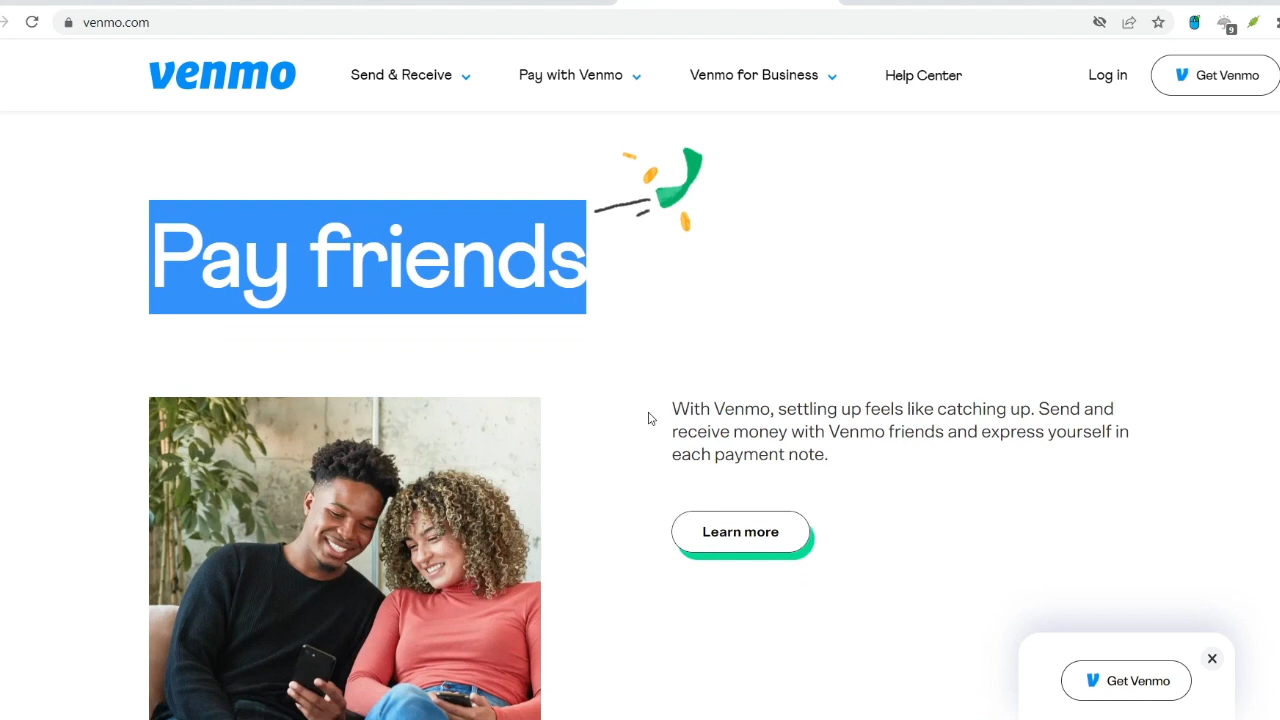 venmo.com
9
venmo
Send & Receive
Pay with Venmo
Venmo for Business
Help Center
Log in
Get Venmo
Pay friends
With Venmo, settling up feels like catching up. Send and
receive money with Venmo friends and express yourself in
each payment note.
Learn more
Get Venmo